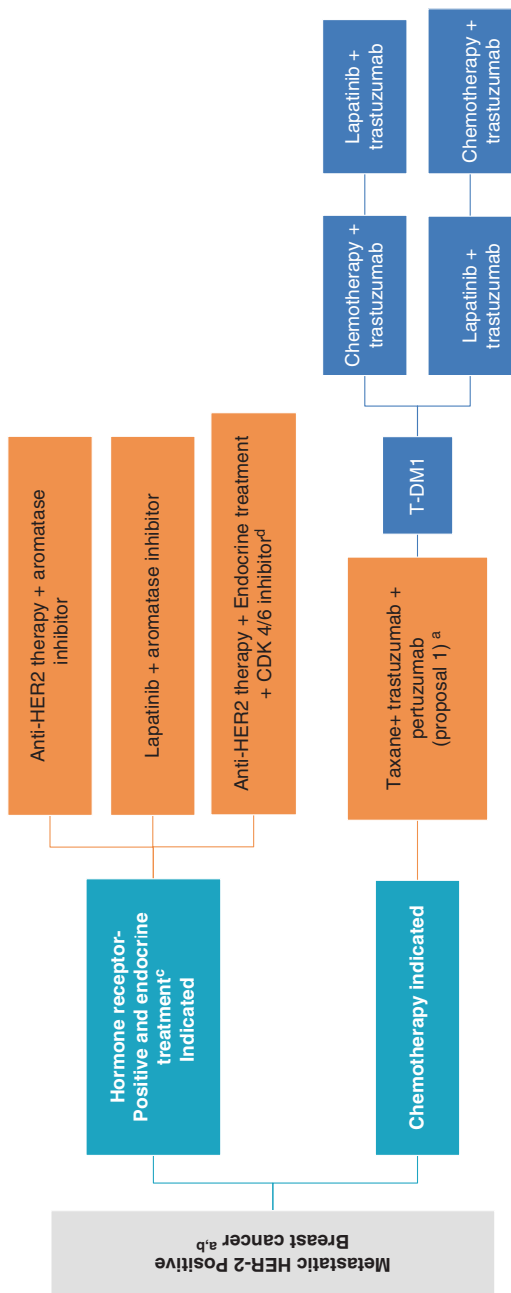 Metastatic HER-2 Positive
Breast cancer a,b
Hormone receptor-
Positive and endocrine
treatmentc
Indicated
Anti-HER2 therapy + aromatase
inhibitor
Lapatinib + aromatase inhibitor
Anti-HER2 therapy + Endocrine treatment
+ CDK 4/6 inhibitord
Chemotherapy indicated
Taxane+ trastuzumab +
pertuzumab
(proposal 1) a
T-DM1
Chemotherapy +
trastuzumab
Lapatinib +
trastuzumab
Lapatinib +
trastuzumab
Chemotherapy +
trastuzumab